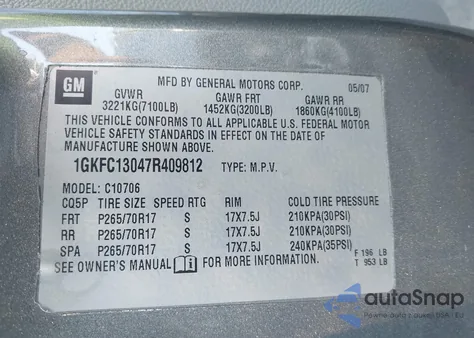 GM
MFD BY GENERAL MOTORS CORP. 05/07
GVWR GAWR FRT GAWR RR
3221KG(7100LB) 1452KG(3200LB) 1860KG(4100LB)
THIS VEHICLE CONFORMS TO ALL APPLICABLE U.S. FEDERAL MOTOR
VEHICLE SAFETY STANDARDS IN EFFECT ON THE DATE OF
MANUFACTURE SHOWN ABOVE.
1GKFC13047R409812 TYPE: M.P.V.
MODEL: C10706
CQ5P TIRE SIZE SPEED RTG RIM COLD TIRE PRESSURE
FRT P265/70R17 S 17X7.5J 210KPA(30PSI)
RR P265/70R17 S 17X7.5J 210KPA(30PSI)
SPA P265/70R17 S 17X7.5J 240KPA(35PSI)
SEE OWNER'S MANUAL FOR MORE INFORMATION.
F 196 LB
T 953 LB
autoSnap